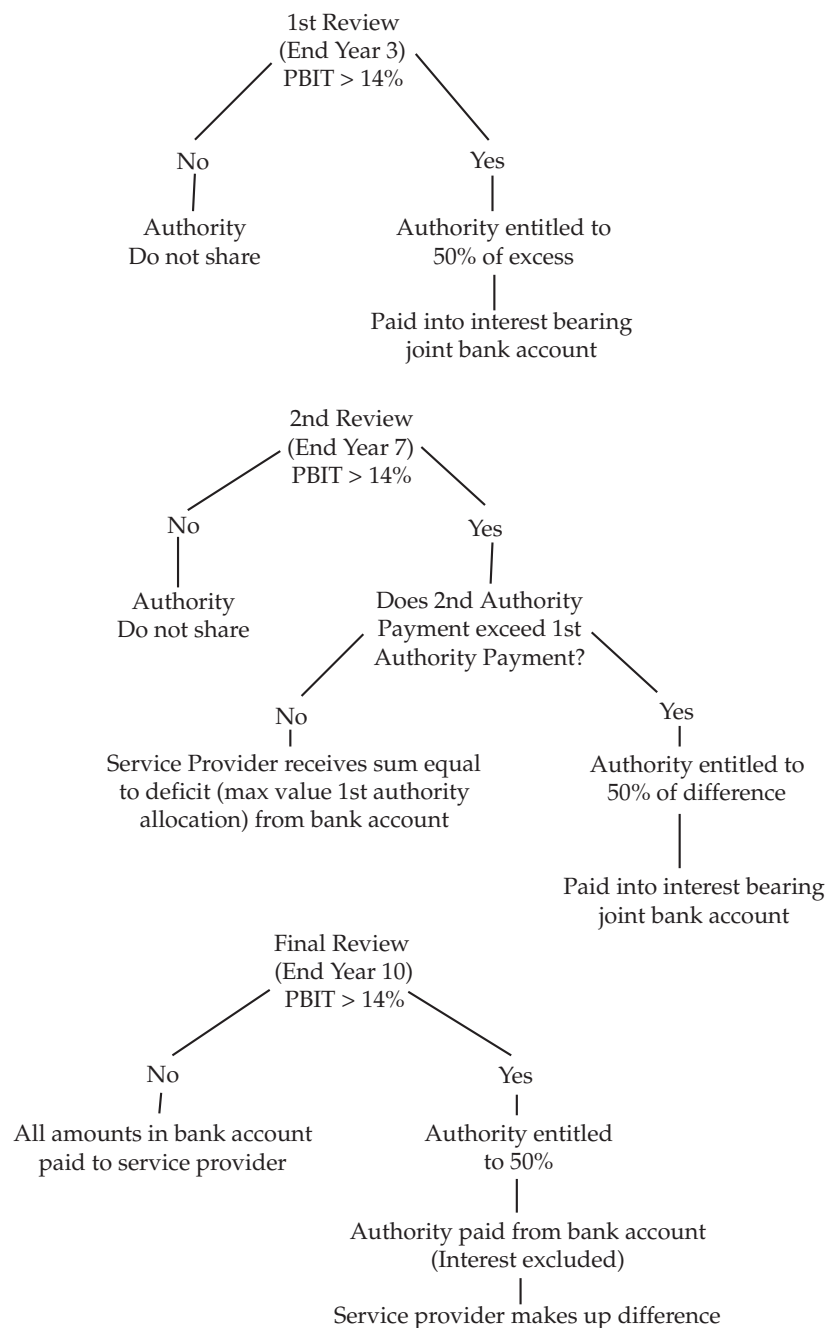 1st Review
(End Year 3)
PBIT > 14%
No
Yes
Authority
Do not share
Authority entitled to
50% of excess
Paid into interest bearing
joint bank account
2nd Review
(End Year 7)
PBIT > 14%
No
Yes
Authority
Do not share
Does 2nd Authority
Payment exceed 1st
Authority Payment?
No
Yes
Service Provider receives sum equal
to deficit (max value 1st authority
allocation) from bank account
Authority entitled to
50% of difference
Paid into interest bearing
joint bank account
Final Review
(End Year 10)
PBIT > 14%
No
Yes
All amounts in bank account
paid to service provider
Authority entitled
to 50%
Authority paid from bank account
(Interest excluded)
Service provider makes up difference